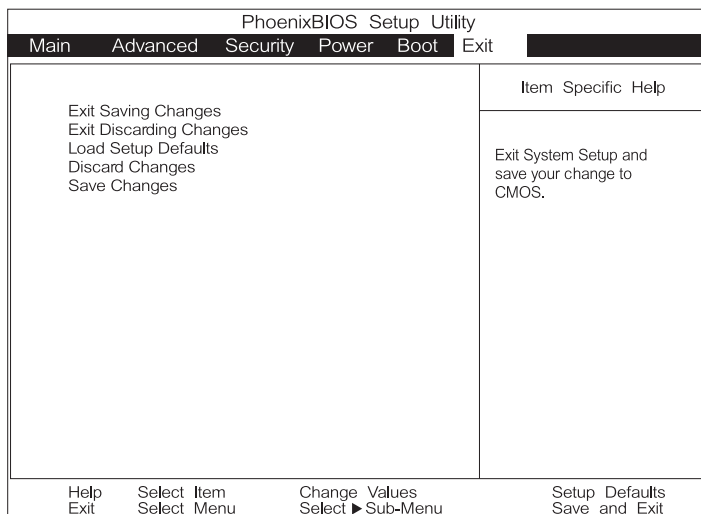 PhoenixBIOS Setup Utility
Main Advanced Security Power Boot Exit
Item Specific Help
Exit Saving Changes
Exit Discarding Changes
Load Setup Defaults
Discard Changes
Save Changes
Exit System Setup and
save your change to
CMOS.
Help Select Item Change Values Setup Defaults
Exit Select Menu Select ▶ Sub-Menu Save and Exit